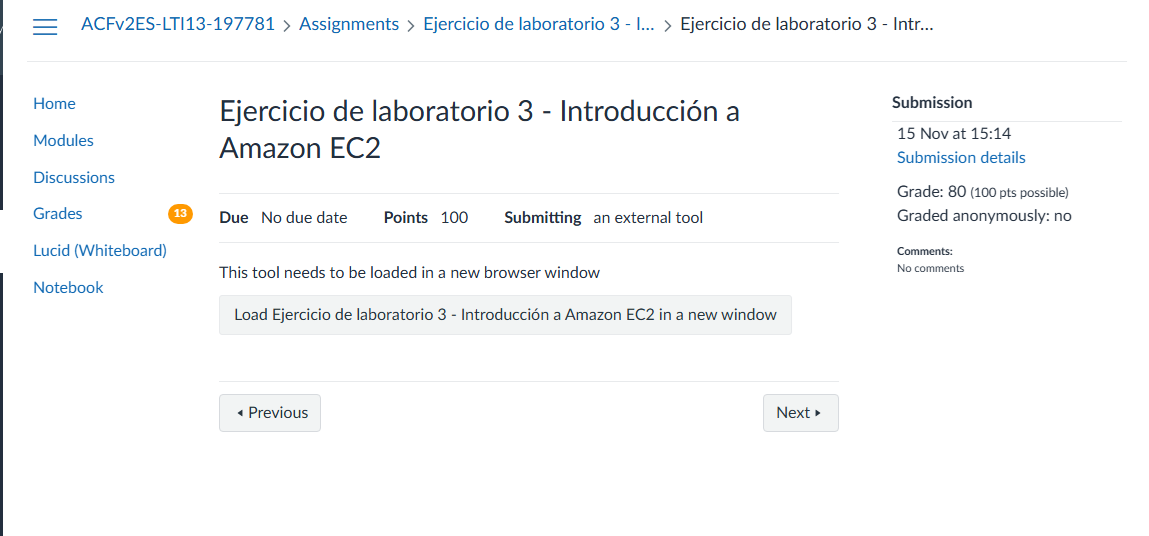 ACFv2ES-LTI13-197781 > Assignments > Ejercicio de laboratorio 3 - I... > Ejercicio de laboratorio 3 - Intr...
Home
Modules
Discussions
Grades 13
Lucid (Whiteboard)
Notebook
Ejercicio de laboratorio 3 - Introducción a
Amazon EC2
Due No due date Points 100 Submitting an external tool
This tool needs to be loaded in a new browser window
Load Ejercicio de laboratorio 3 - Introducción a Amazon EC2 in a new window
Previous
Next
Submission
15 Nov at 15:14
Submission details
Grade: 80 (100 pts possible)
Graded anonymously: no
Comments:
No comments